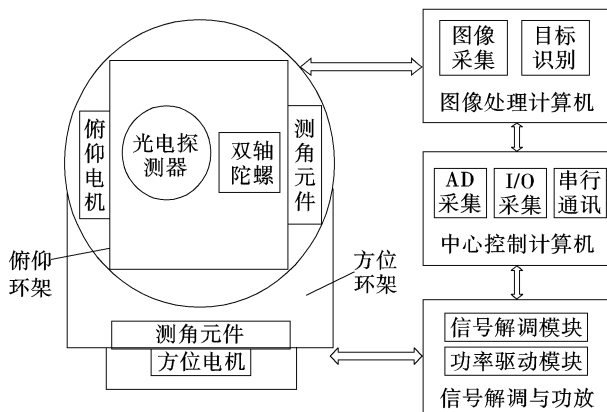 图像
采集
目标
识别
图像处理计算机
俯仰
电机
光电探
测器
双轴
陀螺
测角
元件
AD
采集
I/O
采集
串行
通讯
中心控制计算机
俯仰
环架
方位
环架
测角元件
方位电机
信号解调模块
功率驱动模块
信号解调与功放